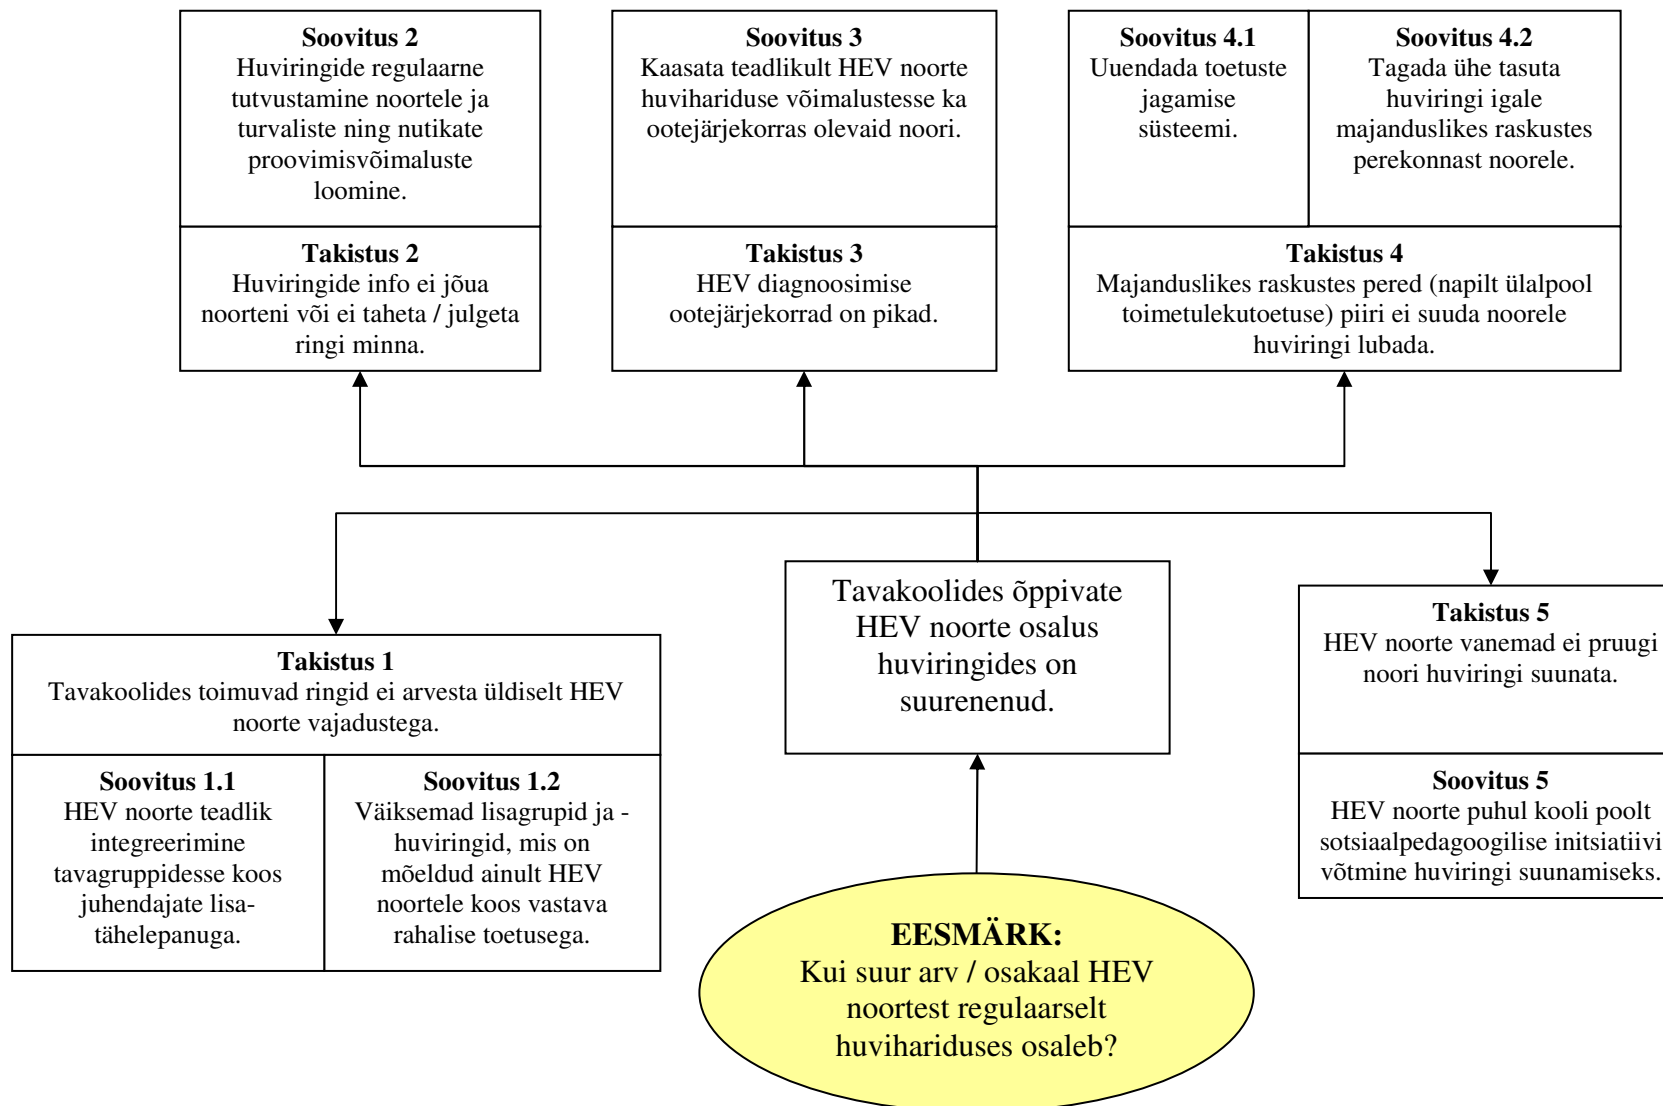 Soovitus 2
Huviringide regulaarne
tutvustamine noortele ja
turvaliste ning nutikate
proovimisvõimaluste
loomine.
Takistus 2
Huviringide info ei jõua
noorteni või ei taheta / julgeta
ringi minna.
Soovitus 3
Kaasata teadlikult HEV noorte
huvihariduse võimalustesse ka
ootejärjekorras olevaid noori.
Takistus 3
HEV diagnoosimise
ootejärjekorrad on pikad.
Soovitus 4.1
Uuendada toetuste
jagamise
süsteemi.
Soovitus 4.2
Tagada ühe tasuta
huviringi igale
majanduslikes raskustes
perekonnast noorele.
Takistus 4
Majanduslikes raskustes pered (napilt ülalpool
toimetulekutoetuse) piiri ei suuda noorele
huviringi lubada.
Takistus 1
Tavakoolides toimuvad ringid ei arvesta üldiselt HEV
noorte vajadustega.
Soovitus 1.1
HEV noorte teadlik
integreerimine
tavagruppidesse koos
juhendajate lisa-
tähelepanuga.
Soovitus 1.2
Väiksemad lisagrupid ja -
huviringid, mis on
mõeldud ainult HEV
noortele koos vastava
rahalise toetusega.
Tavakoolides õppivate
HEV noorte osalus
huviringides on
suurenenud.
EESMÄRK:
Kui suur arv / osakaal HEV
noortest regulaarselt
huvihariduses osaleb?
Takistus 5
HEV noorte vanemad ei pruugi
noori huviringi suunata.
Soovitus 5
HEV noorte puhul kooli poolt
sotsiaalpedagoogilise initsiatiivi
võtmine huviringi suunamiseks.